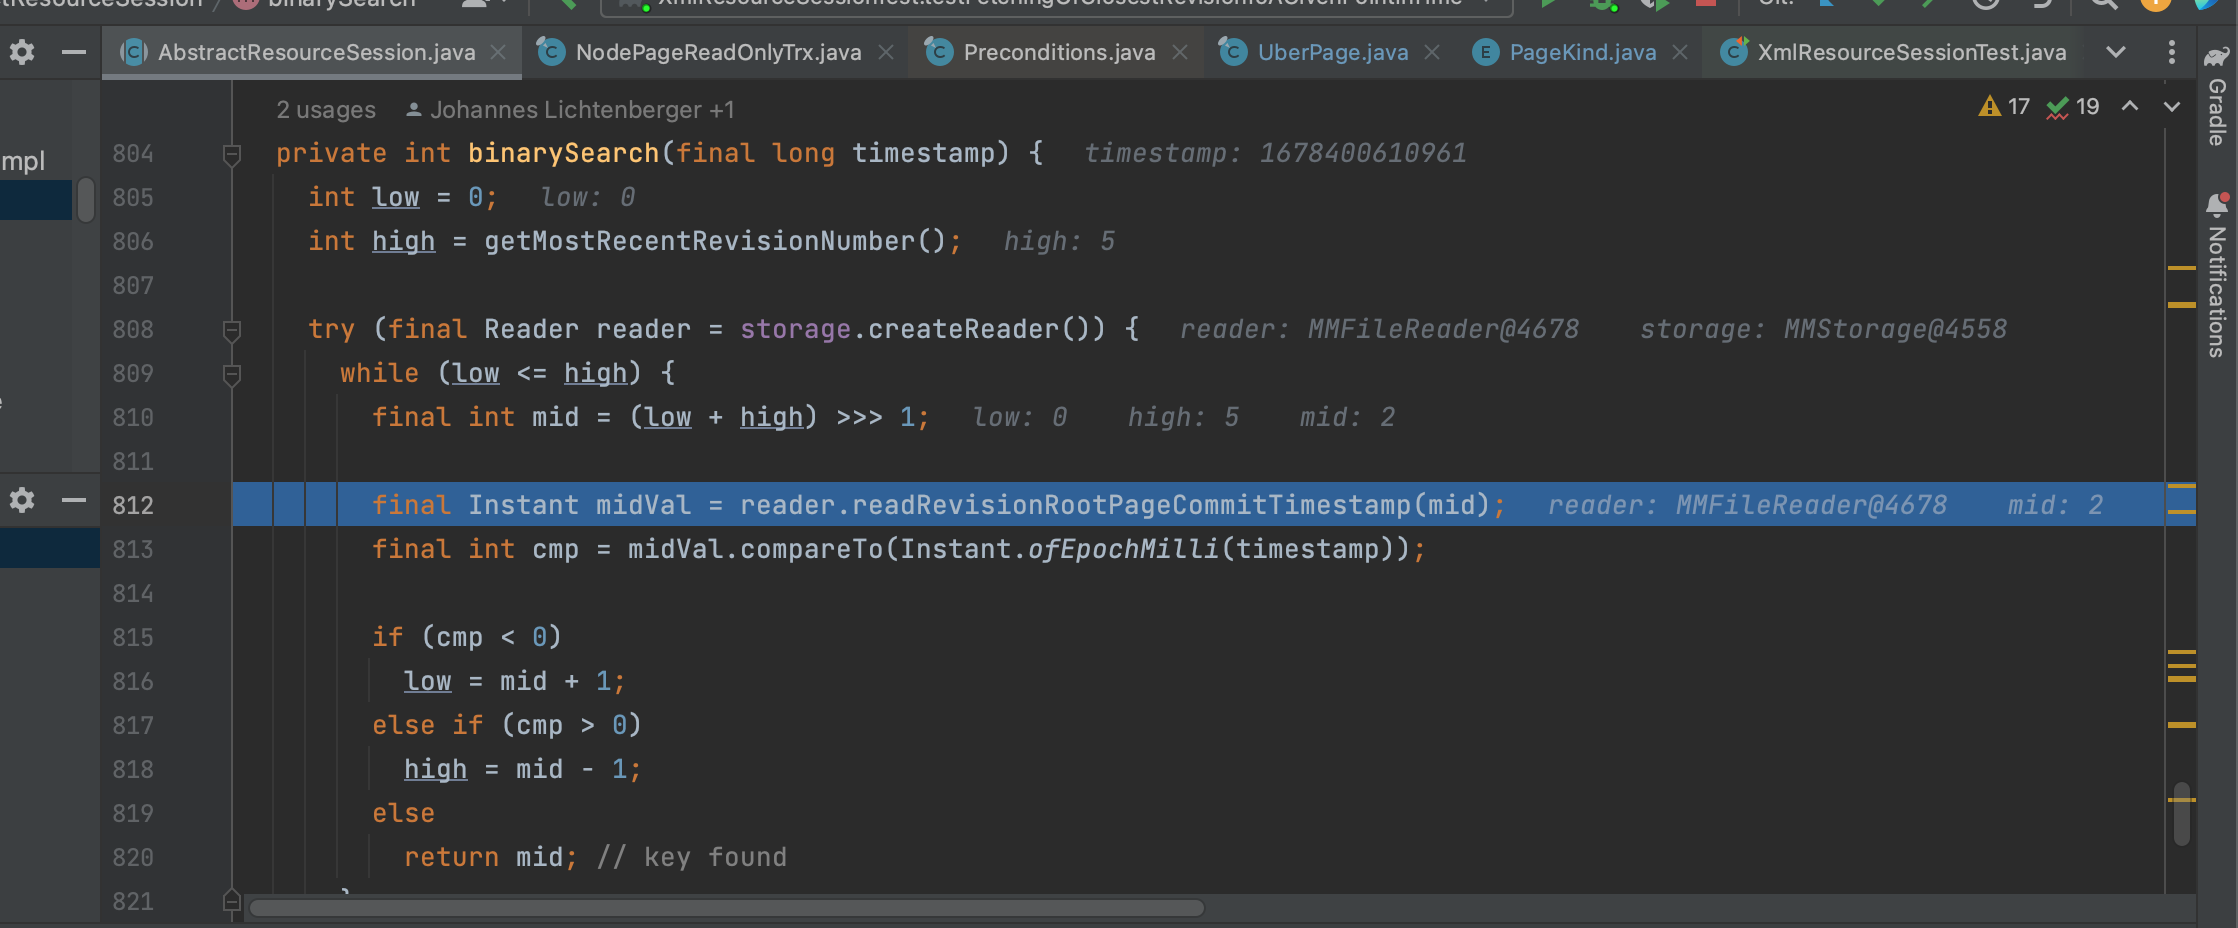 binarySearch
Git:
AbstractResourceSession.java NodePageReadOnlyTrx.java Preconditions.java UberPage.java PageKind.java XmlResourceSessionTest.java
Gradle
Notifications
mpl
2 usages Johannes Lichtenberger +1 17 19
804 private int binarySearch(final long timestamp) { timestamp: 1678400610961
805 int low = 0; low: 0
806 int high = getMostRecentRevisionNumber(); high: 5
807
808 try (final Reader reader = storage.createReader()) { reader: MMFileReader@4678 storage: MMStorage@4558
809 while (low <= high) {
810 final int mid = (low + high) >>> 1; low: 0 high: 5 mid: 2
811
812 final Instant midVal = reader.readRevisionRootPageCommitTimestamp(mid); reader: MMFileReader@4678 mid: 2
813 final int cmp = midVal.compareTo(Instant.ofEpochMilli(timestamp));
814
815 if (cmp < 0)
816 low = mid + 1;
817 else if (cmp > 0)
818 high = mid - 1;
819 else
820 return mid; // key found
821 }